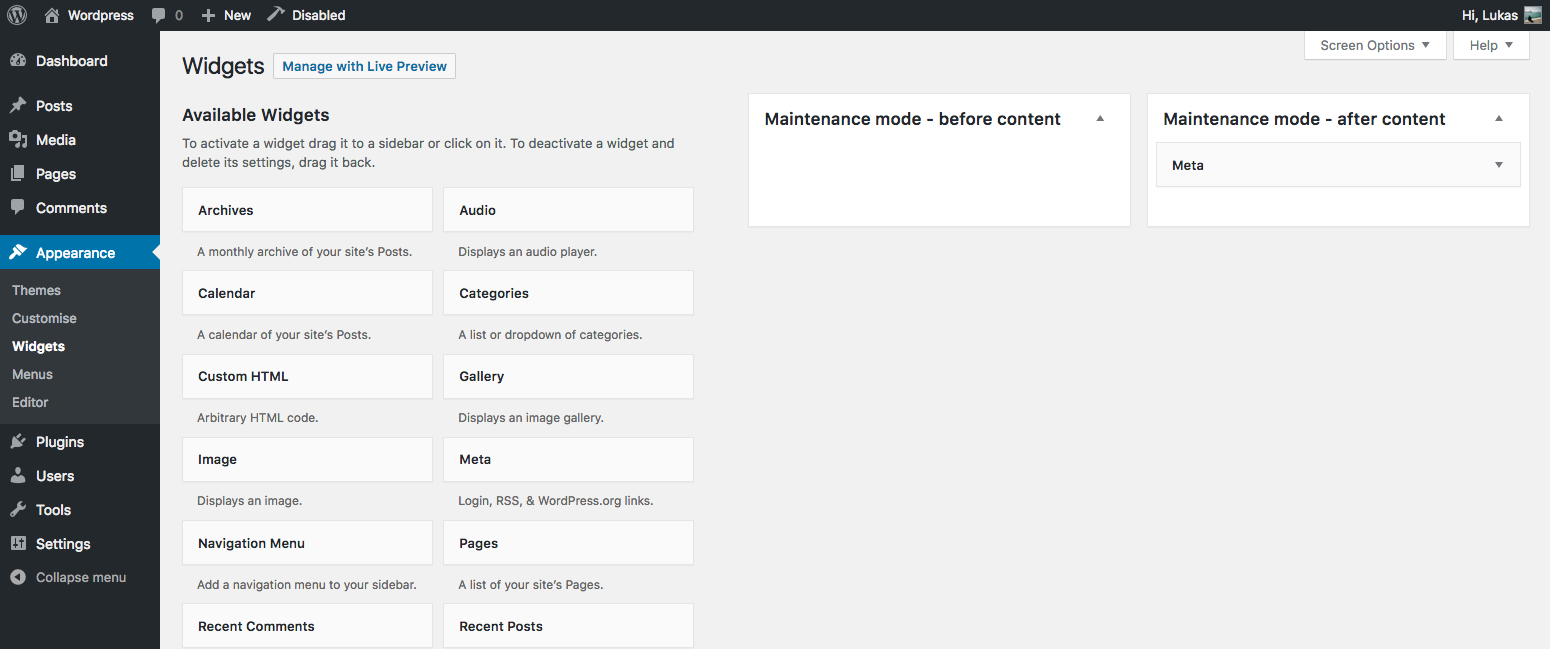 Wordpress 0 New Disabled Hi, Lukas
Dashboard
Posts
Media
Pages
Comments
Appearance
Themes
Customise
Widgets
Menus
Editor
Plugins
Users
Tools
Settings
Collapse menu
Screen Options Help
Widgets Manage with Live Preview
Available Widgets
To activate a widget drag it to a sidebar or click on it. To deactivate a widget and
delete its settings, drag it back.
Archives Audio
A monthly archive of your site’s Posts. Displays an audio player.
Calendar Categories
A calendar of your site’s Posts. A list or dropdown of categories.
Custom HTML Gallery
Arbitrary HTML code. Displays an image gallery.
Image Meta
Displays an image. Login, RSS, & WordPress.org links.
Navigation Menu Pages
Add a navigation menu to your sidebar. A list of your site’s Pages.
Recent Comments Recent Posts
Maintenance mode - before content
Maintenance mode - after content
Meta